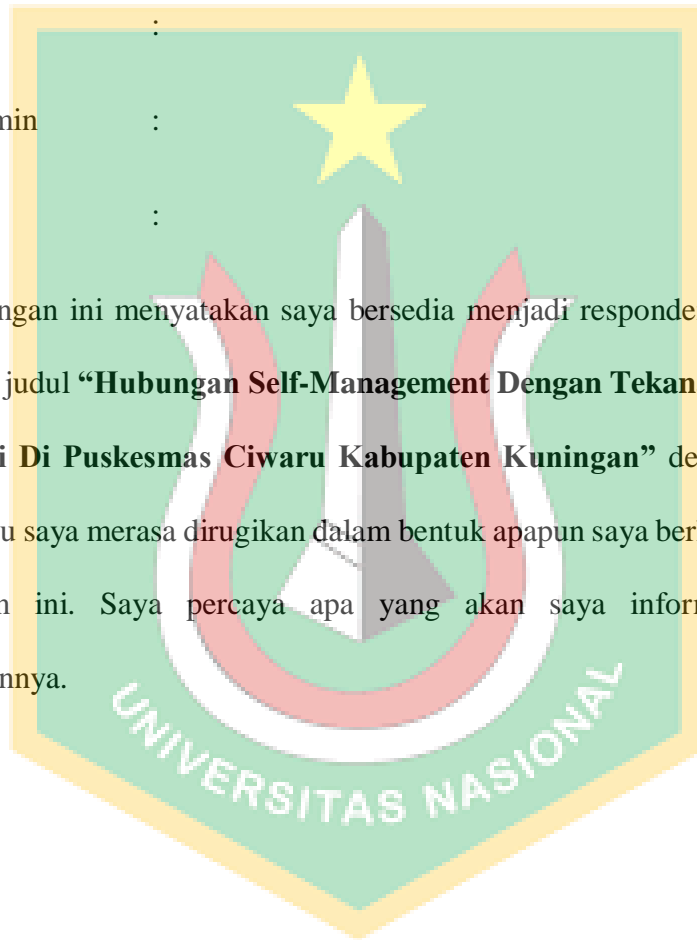 :
min :
:
ngan ini menyatakan saya bersedia menjadi responde
judul “Hubungan Self-Management Dengan Tekan
i Di Puskesmas Ciwaru Kabupaten Kuningan” de
u saya merasa dirugikan dalam bentuk apapun saya ber
n ini. Saya percaya apa yang akan saya infor
nnya.
UNIVERSITAS NASIONAL